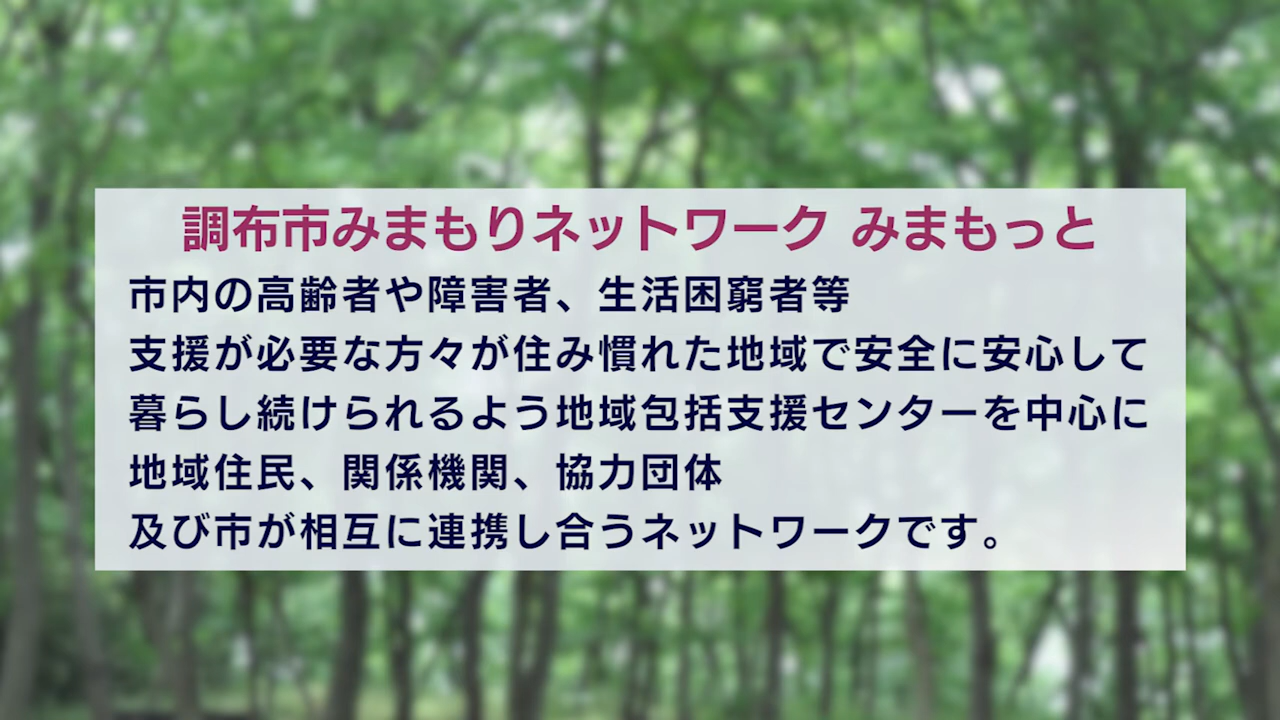 調布市みまもりネットワーク みまもっと
市内の高齢者や障害者、生活困窮者等
支援が必要な方々が住み慣れた地域で安全に安心して
暮らし続けられるよう地域包括支援センターを中心に
地域住民、関係機関、協力団体
及び市が相互に連携し合うネットワークです。